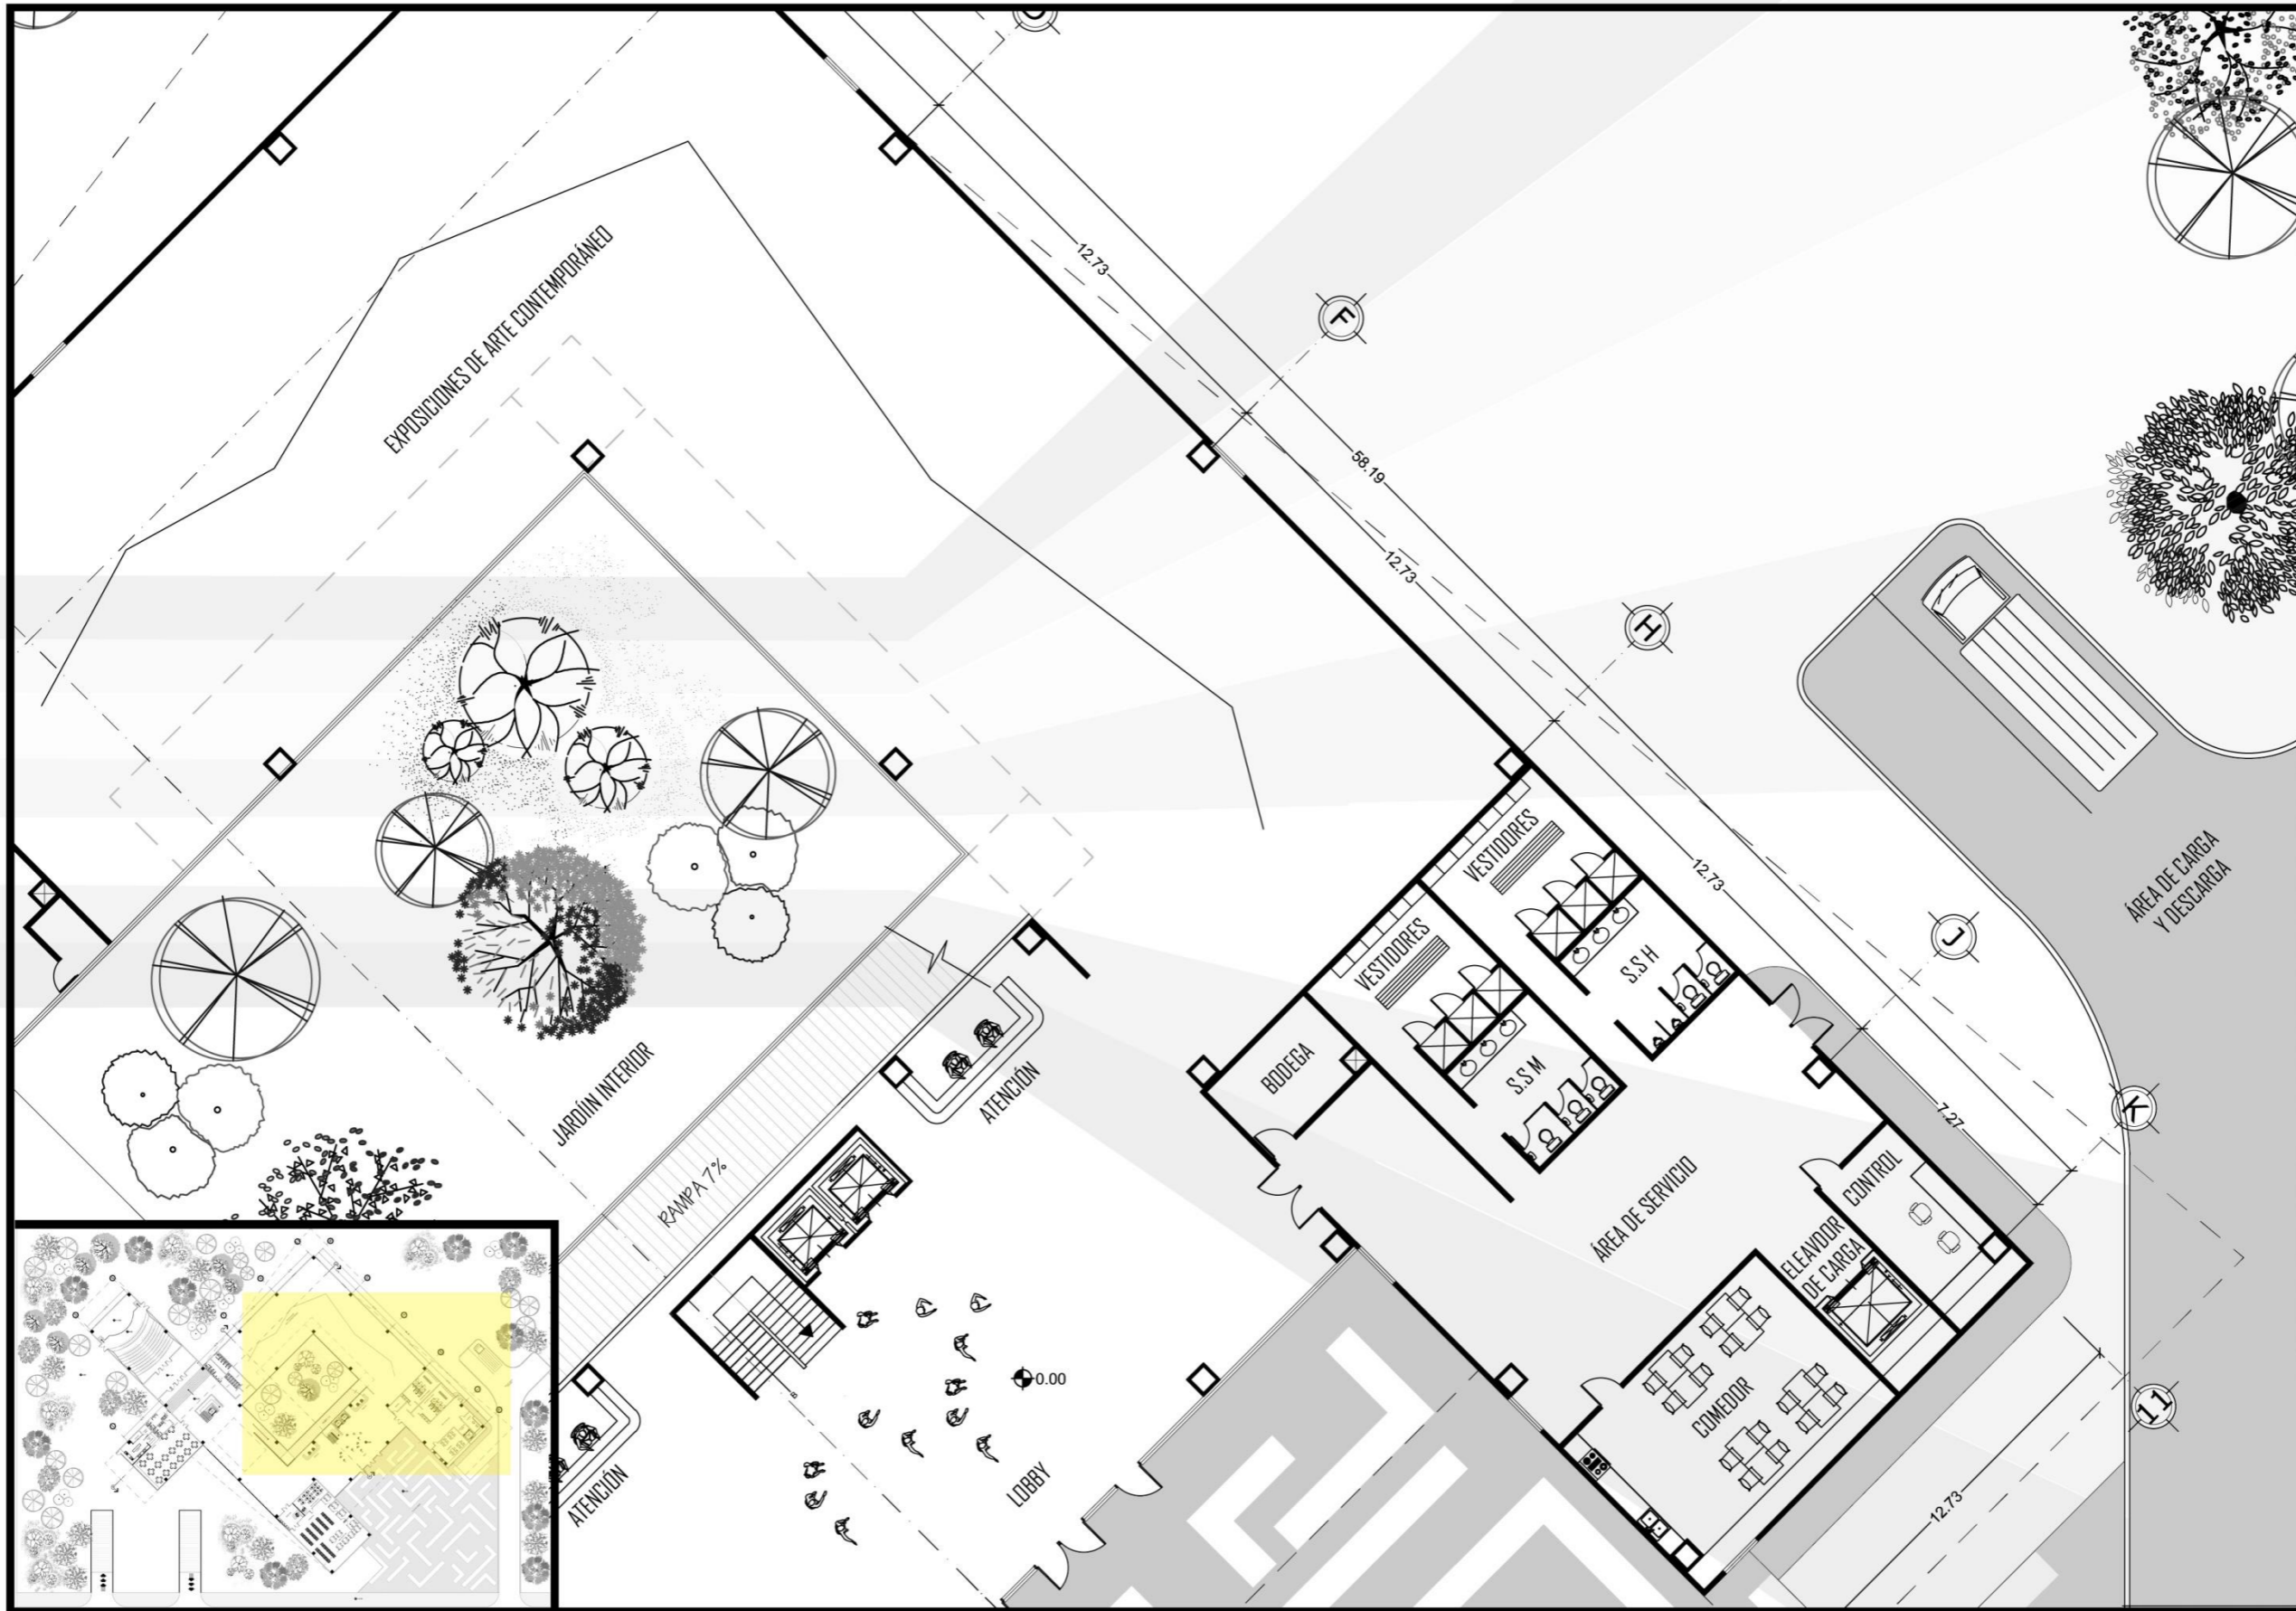 12.73
F
EXPOSICIONES DE ARTE CONTEMPORÁNEO
58.19
12.73
H
VESTIDORES
12.73
ÁREA DE CARGA
Y DESCARGA
VESTIDORES
J
S.S H
BODEGA
S.S M
JARDÍIN INTERIOR
ATENCIÓN
7.27
K
RAMPA 7%
ÁREA DE SERVICIO
CONTROL
ELEAVDOR
DE CARGA
0.00
COMEDOR
11
LOBBY
ATENCIÓN
12.73